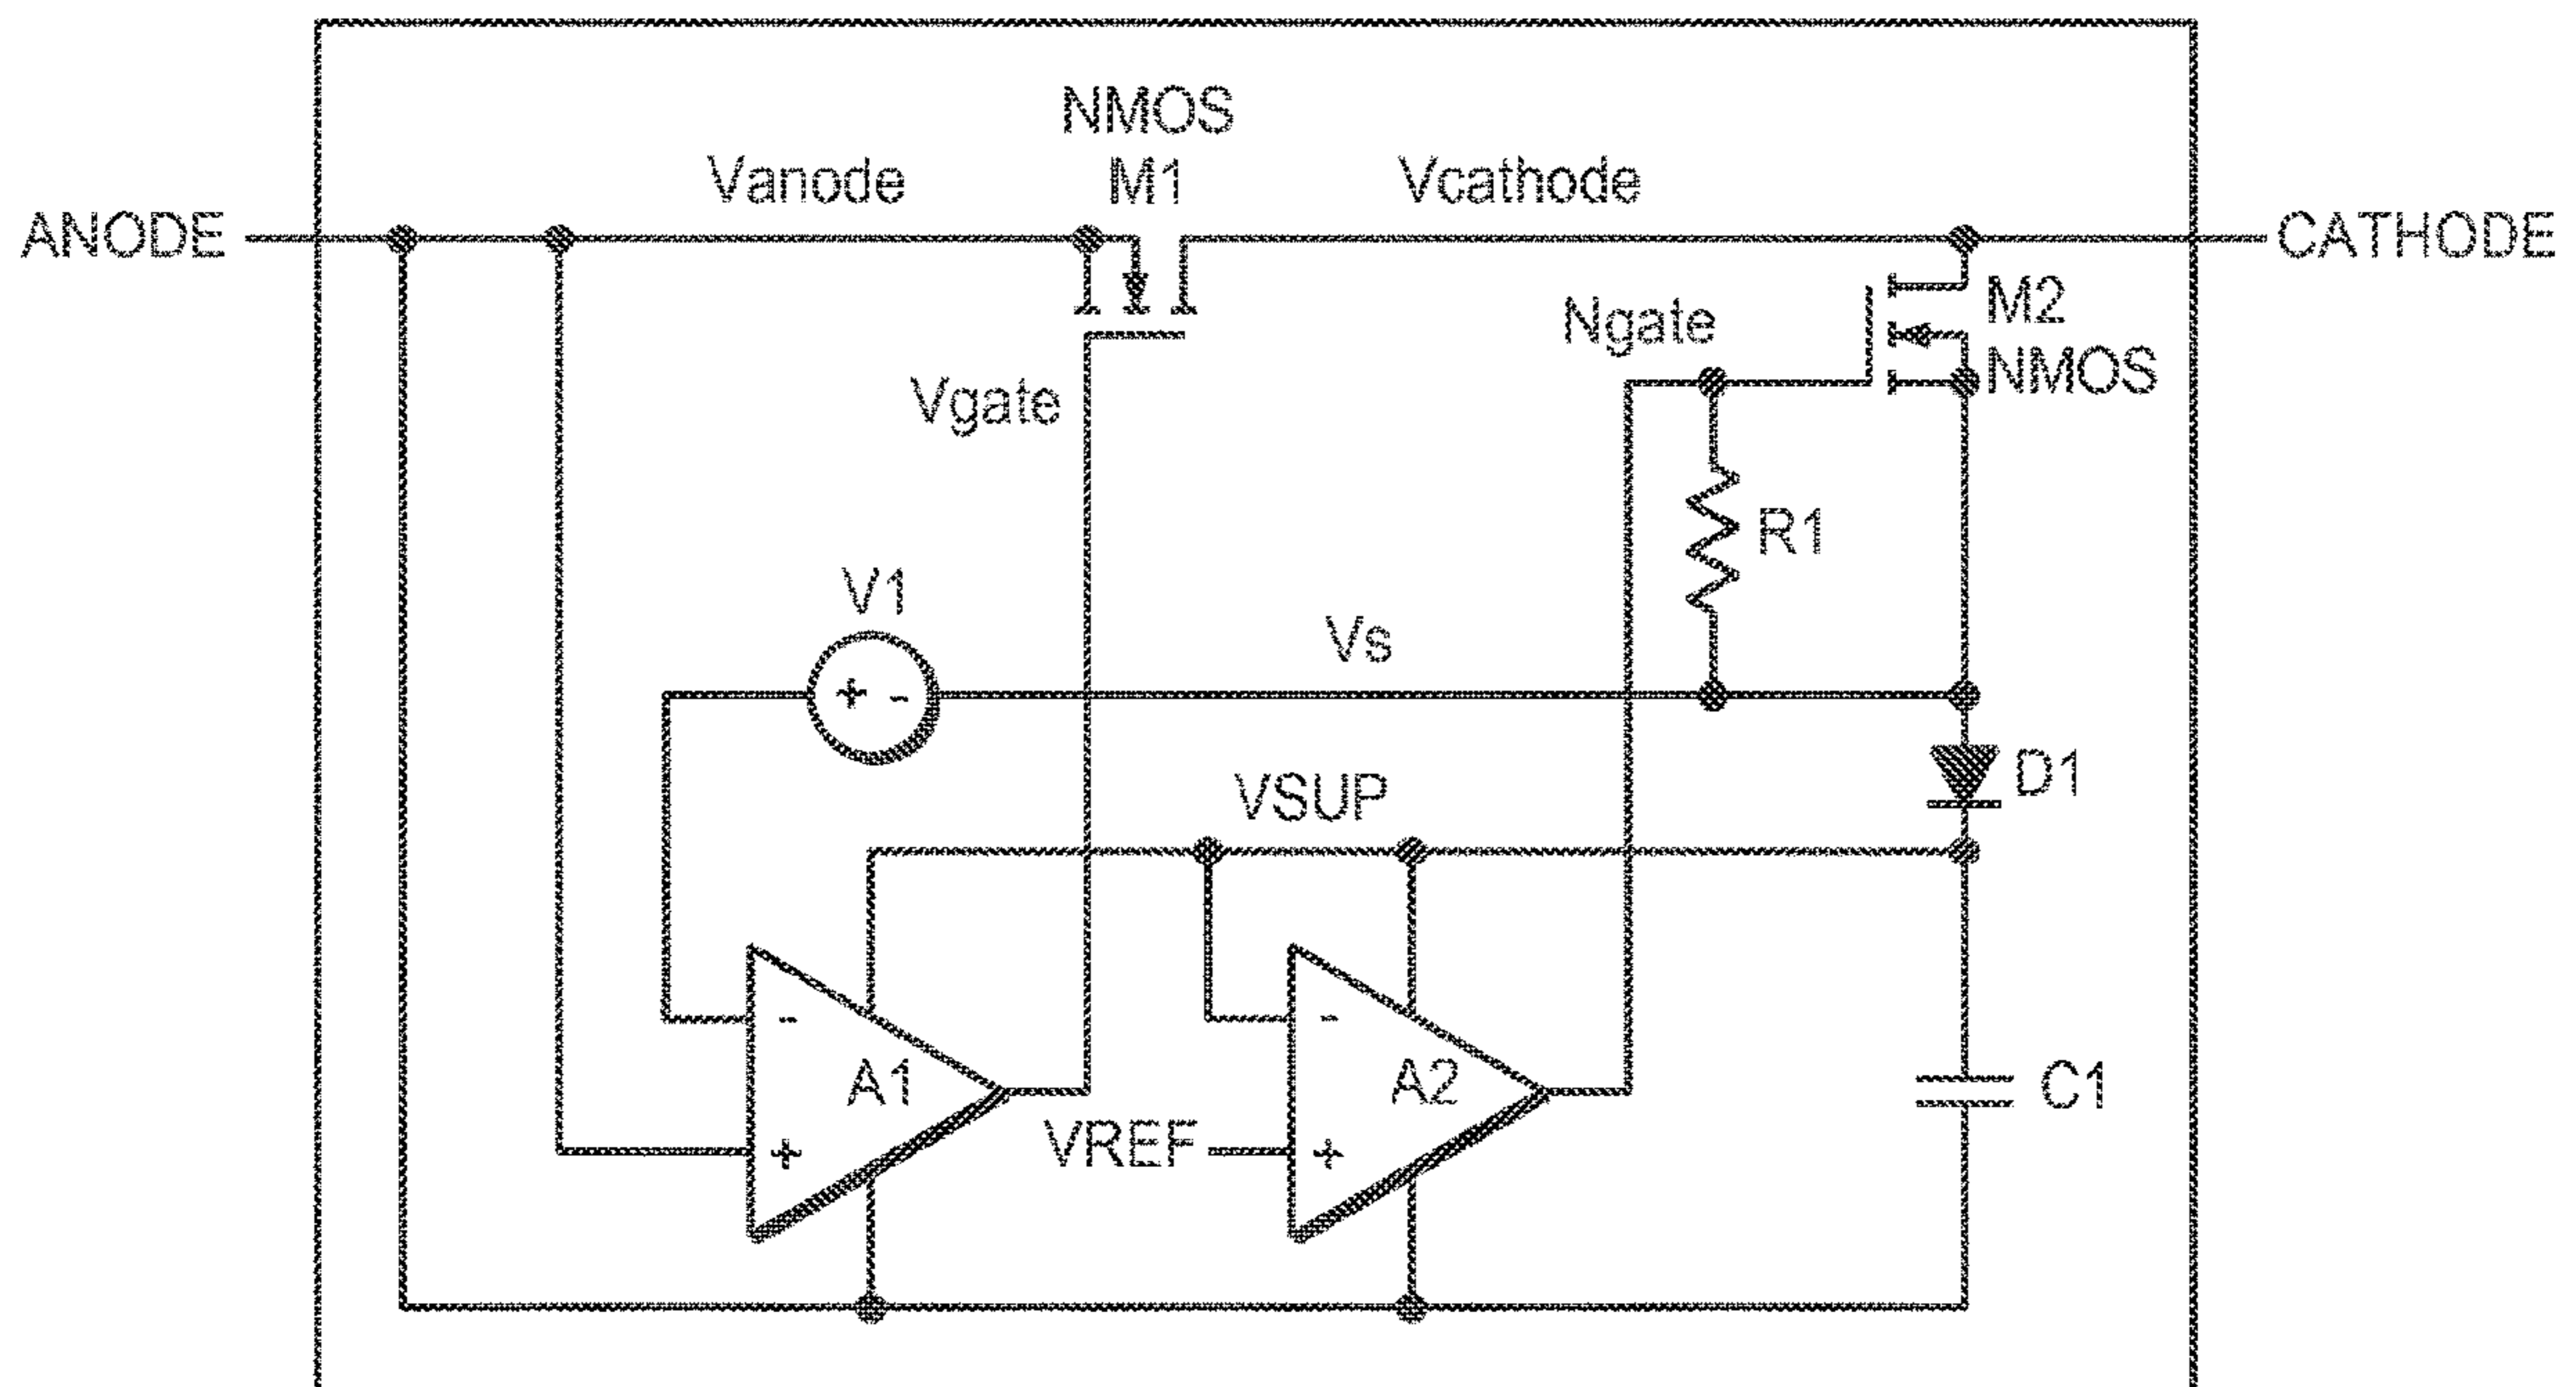 NMOS
M1
Vanode
Vcathode
ANODE
CATHODE
M2
NMOS
Ngate
Vgate
R1
V1
+ -
Vs
D1
VSUP
-
A1
+
-
A2
+
VREF
C1